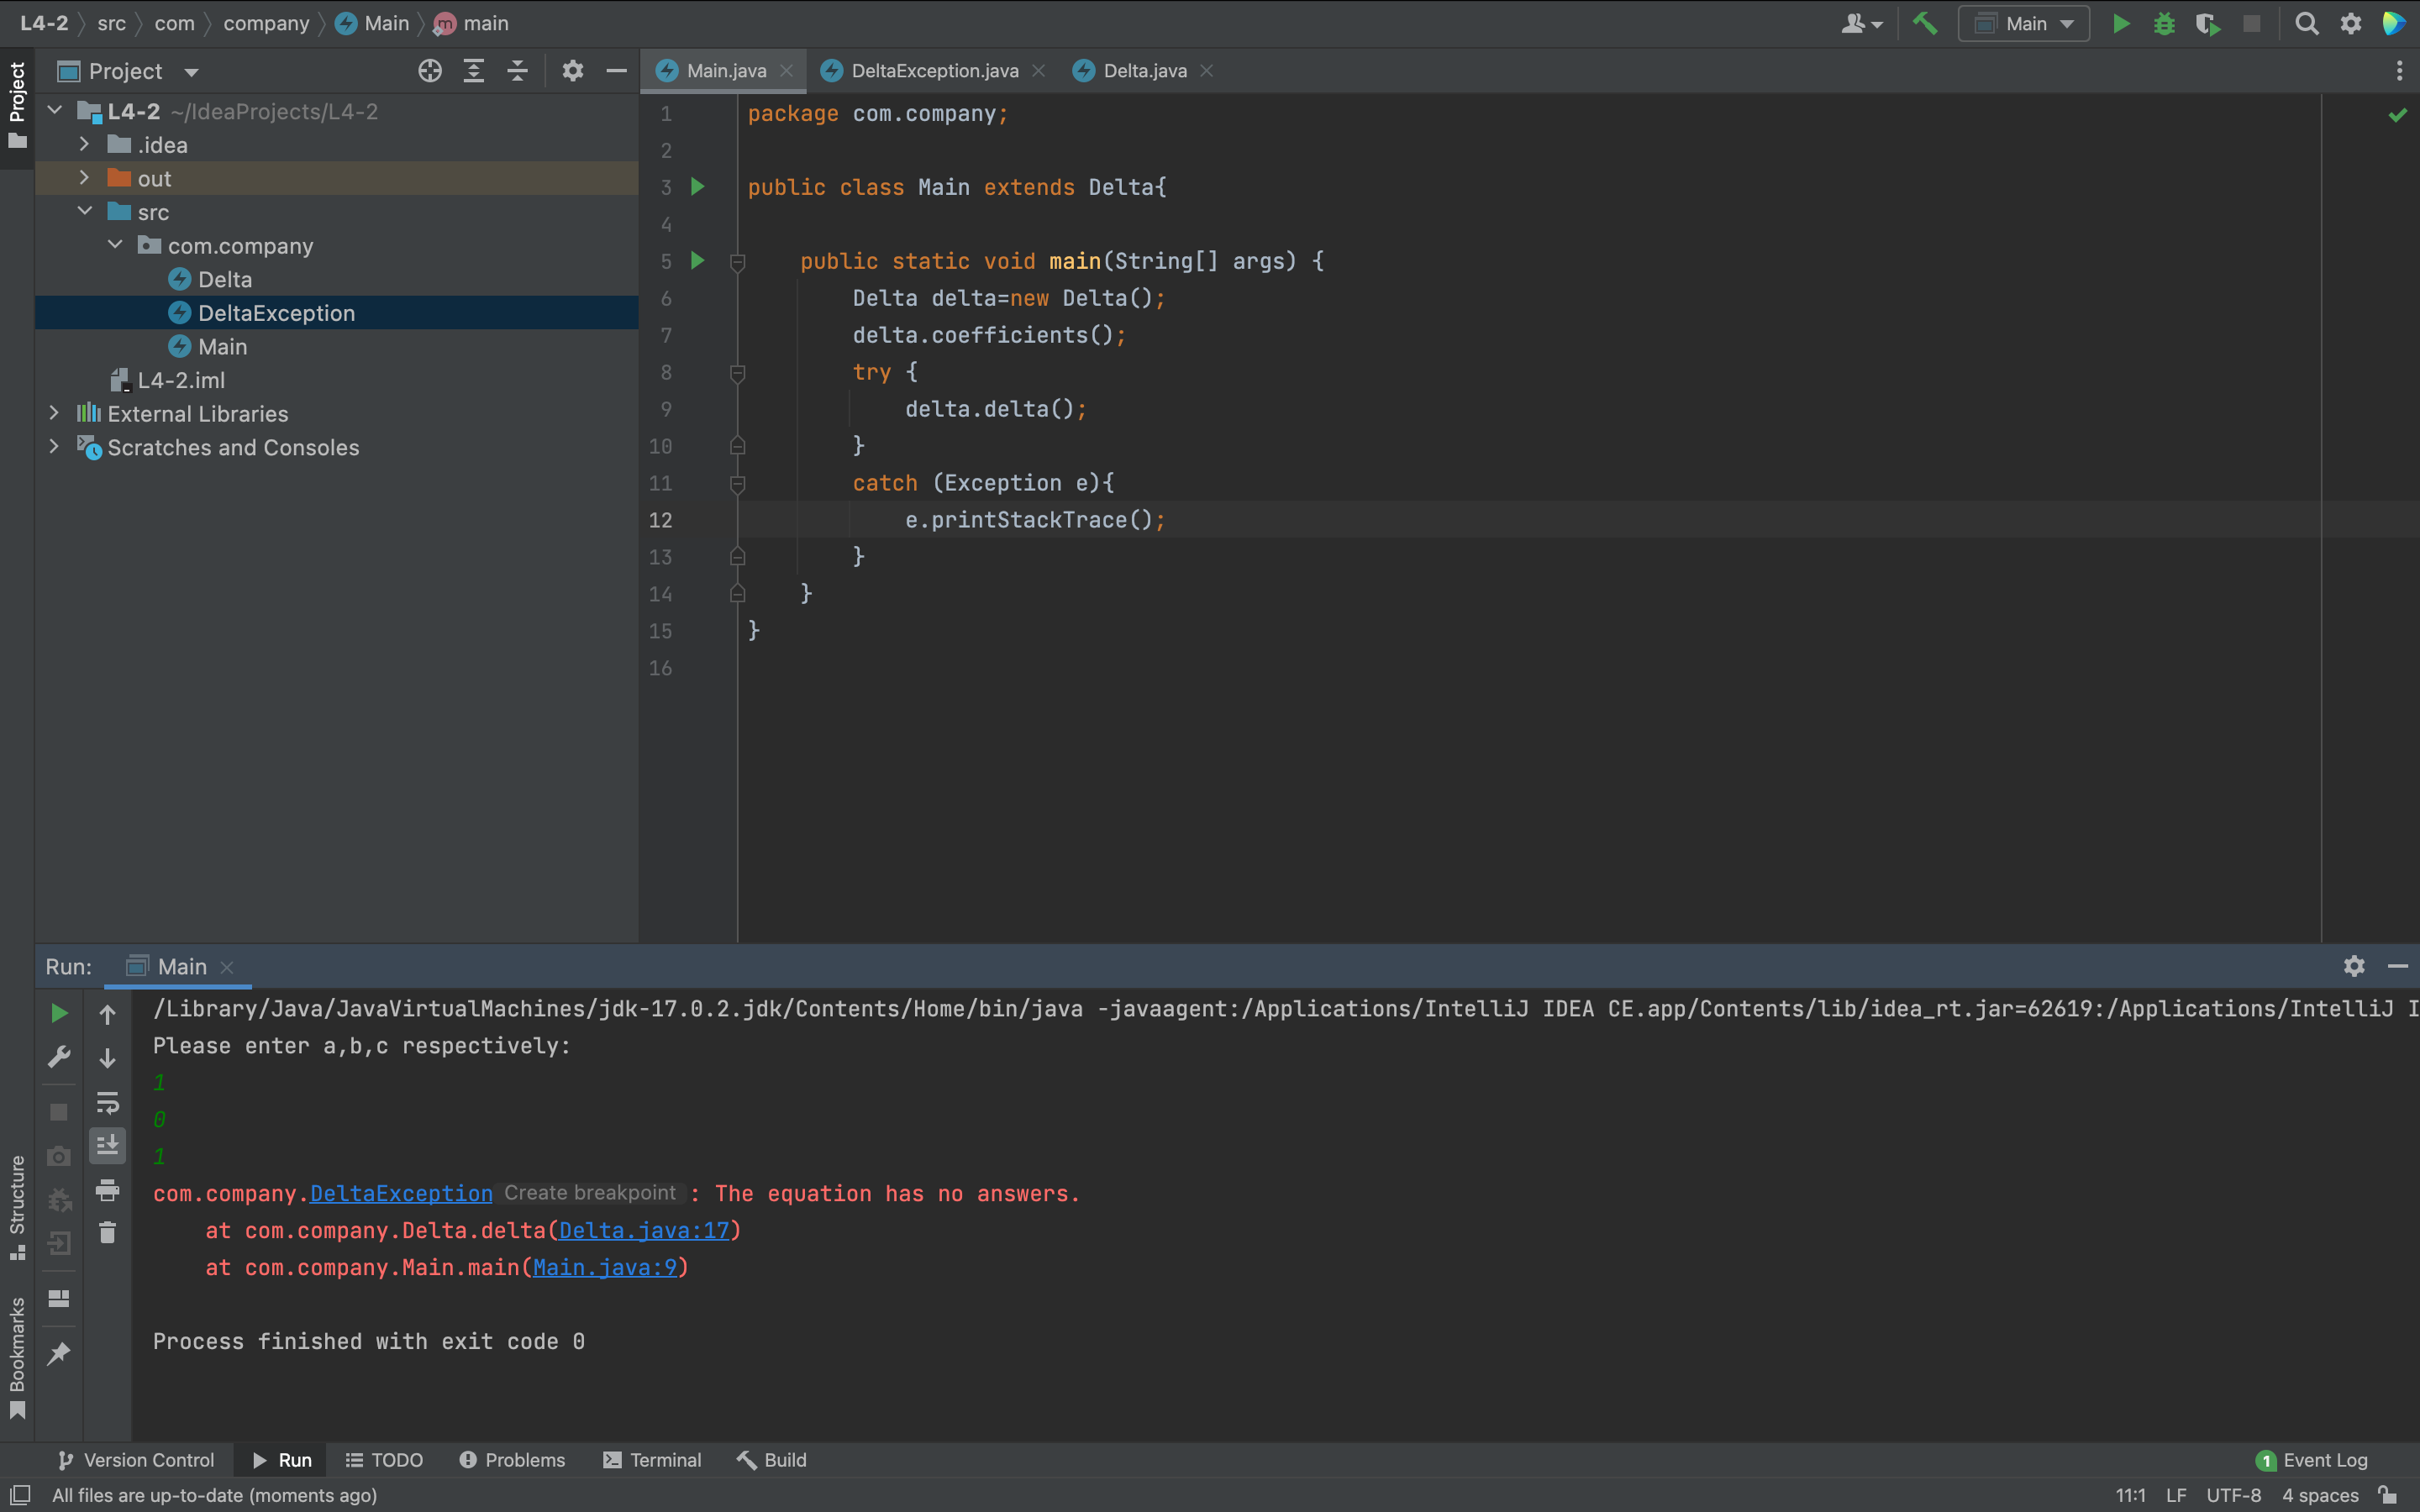 L4-2 src com company Main main
Main
Project
L4-2 ~/IdeaProjects/L4-2
.idea
out
src
com.company
Delta
DeltaException
Main
L4-2.iml
External Libraries
Scratches and Consoles
Project
Structure
Bookmarks
Main.java DeltaException.java Delta.java
1 package com.company;
2
3 public class Main extends Delta{
4
5 public static void main(String[] args) {
6 Delta delta=new Delta();
7 delta.coefficients();
8 try {
9 delta.delta();
10 }
11 catch (Exception e){
12 e.printStackTrace();
13 }
14 }
15 }
16
Run: Main
/Library/Java/JavaVirtualMachines/jdk-17.0.2.jdk/Contents/Home/bin/java -javaagent:/Applications/IntelliJ IDEA CE.app/Contents/lib/idea_rt.jar=62619:/Applications/IntelliJ I
Please enter a,b,c respectively:
1
0
1
com.company.DeltaException Create breakpoint : The equation has no answers.
at com.company.Delta.delta(Delta.java:17)
at com.company.Main.main(Main.java:9)
Process finished with exit code 0
Version Control Run TODO Problems Terminal Build 1 Event Log
All files are up-to-date (moments ago) 11:1 LF UTF-8 4 spaces